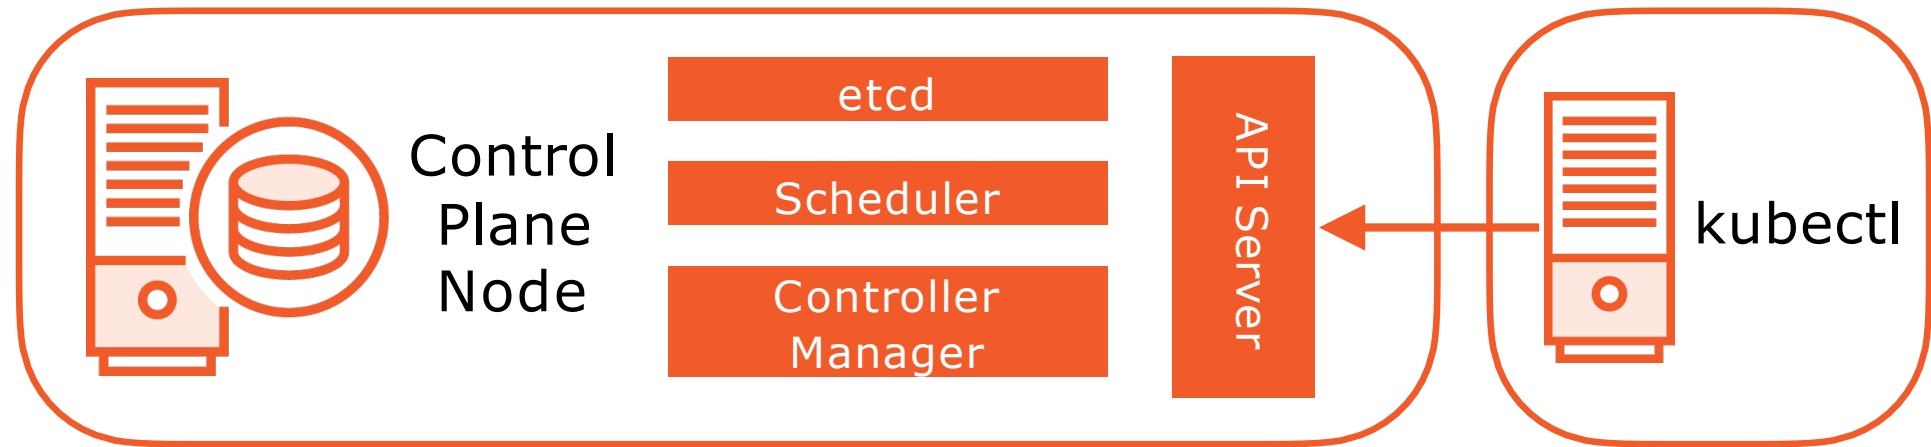 Control
Plane
Node
etcd
Scheduler
Controller
Manager
API Server
kubectl